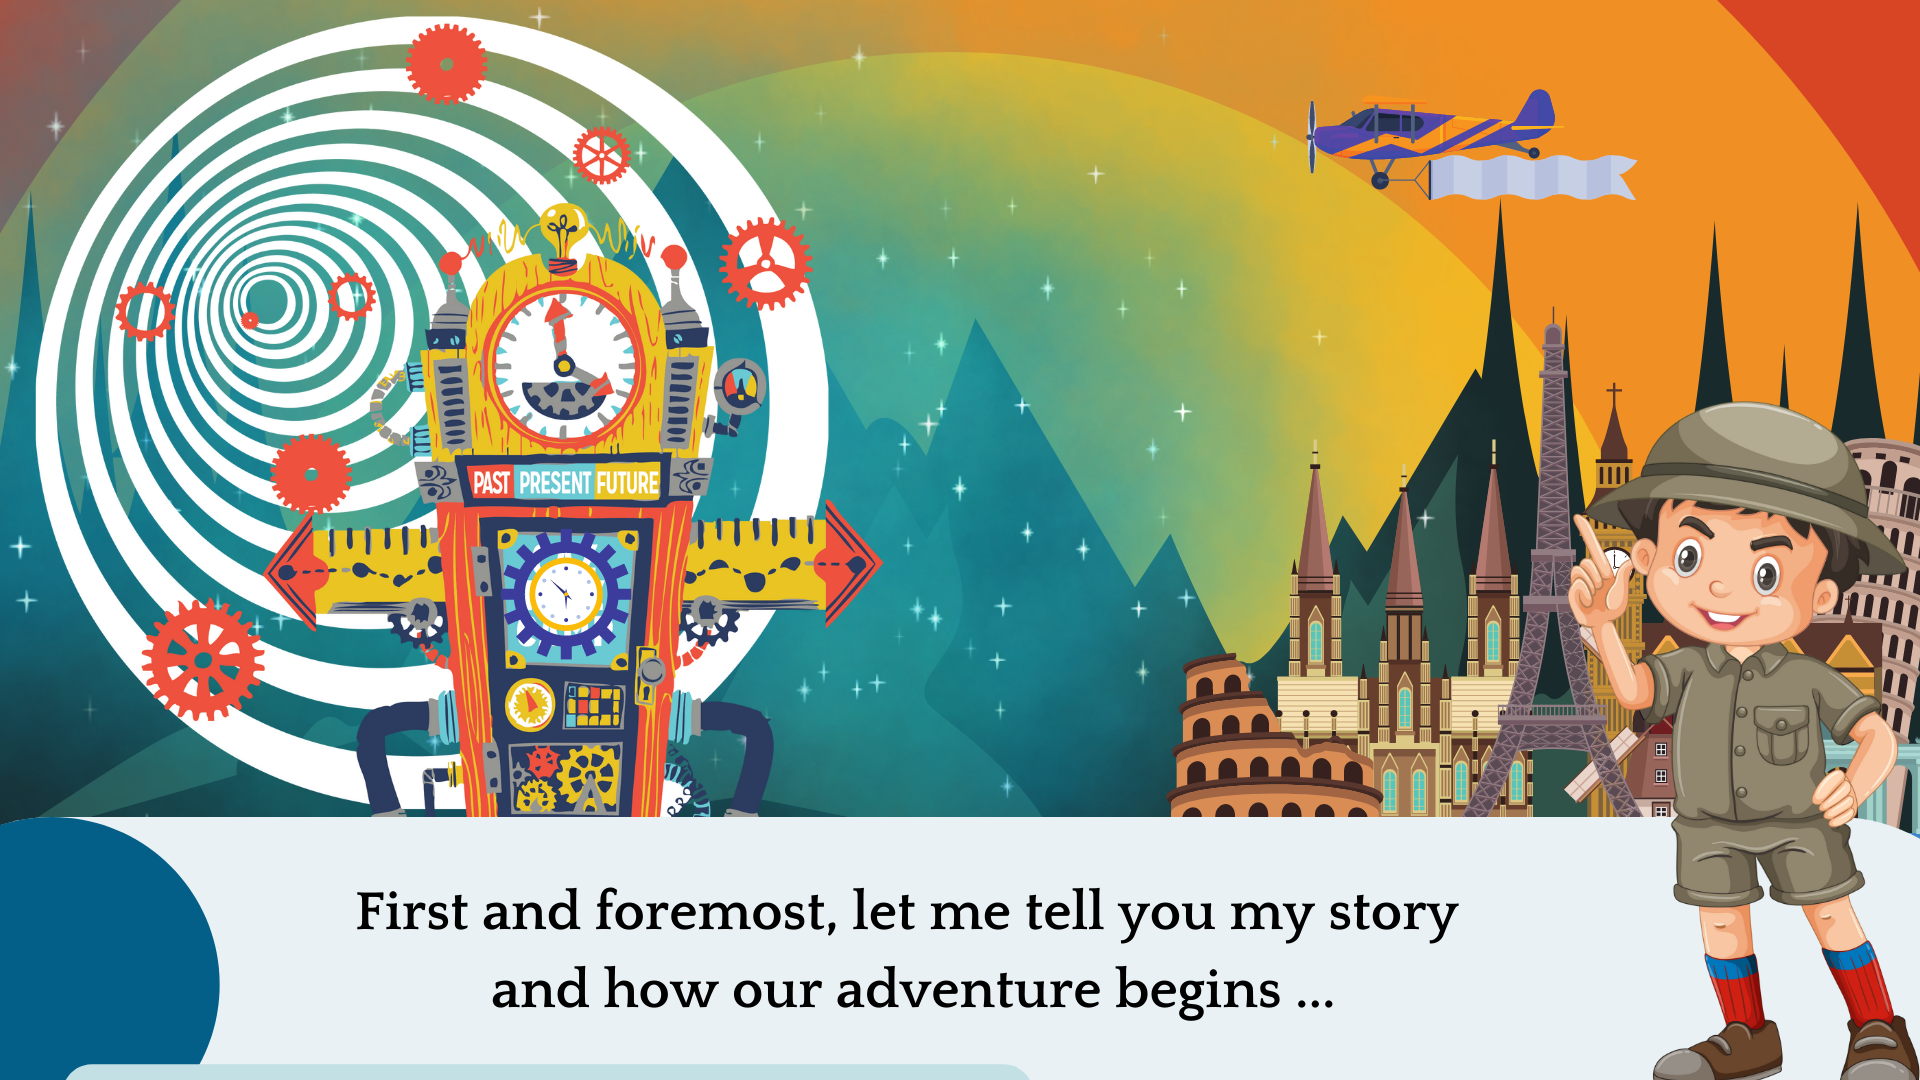 PAST PRESENT FUTURE
First and foremost, let me tell you my story
and how our adventure begins ...